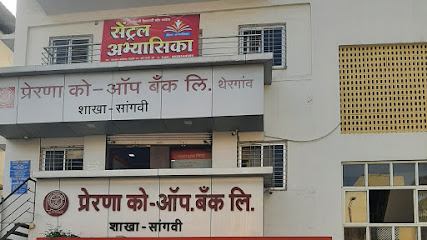 सेंट्रल
अभ्यासिका
प्रेरणा को-ऑप बँक लि. थेरगांव
शाखा-सांगवी
प्रेरणा को-ऑप.बँक लि.
शाखा-सांगवी